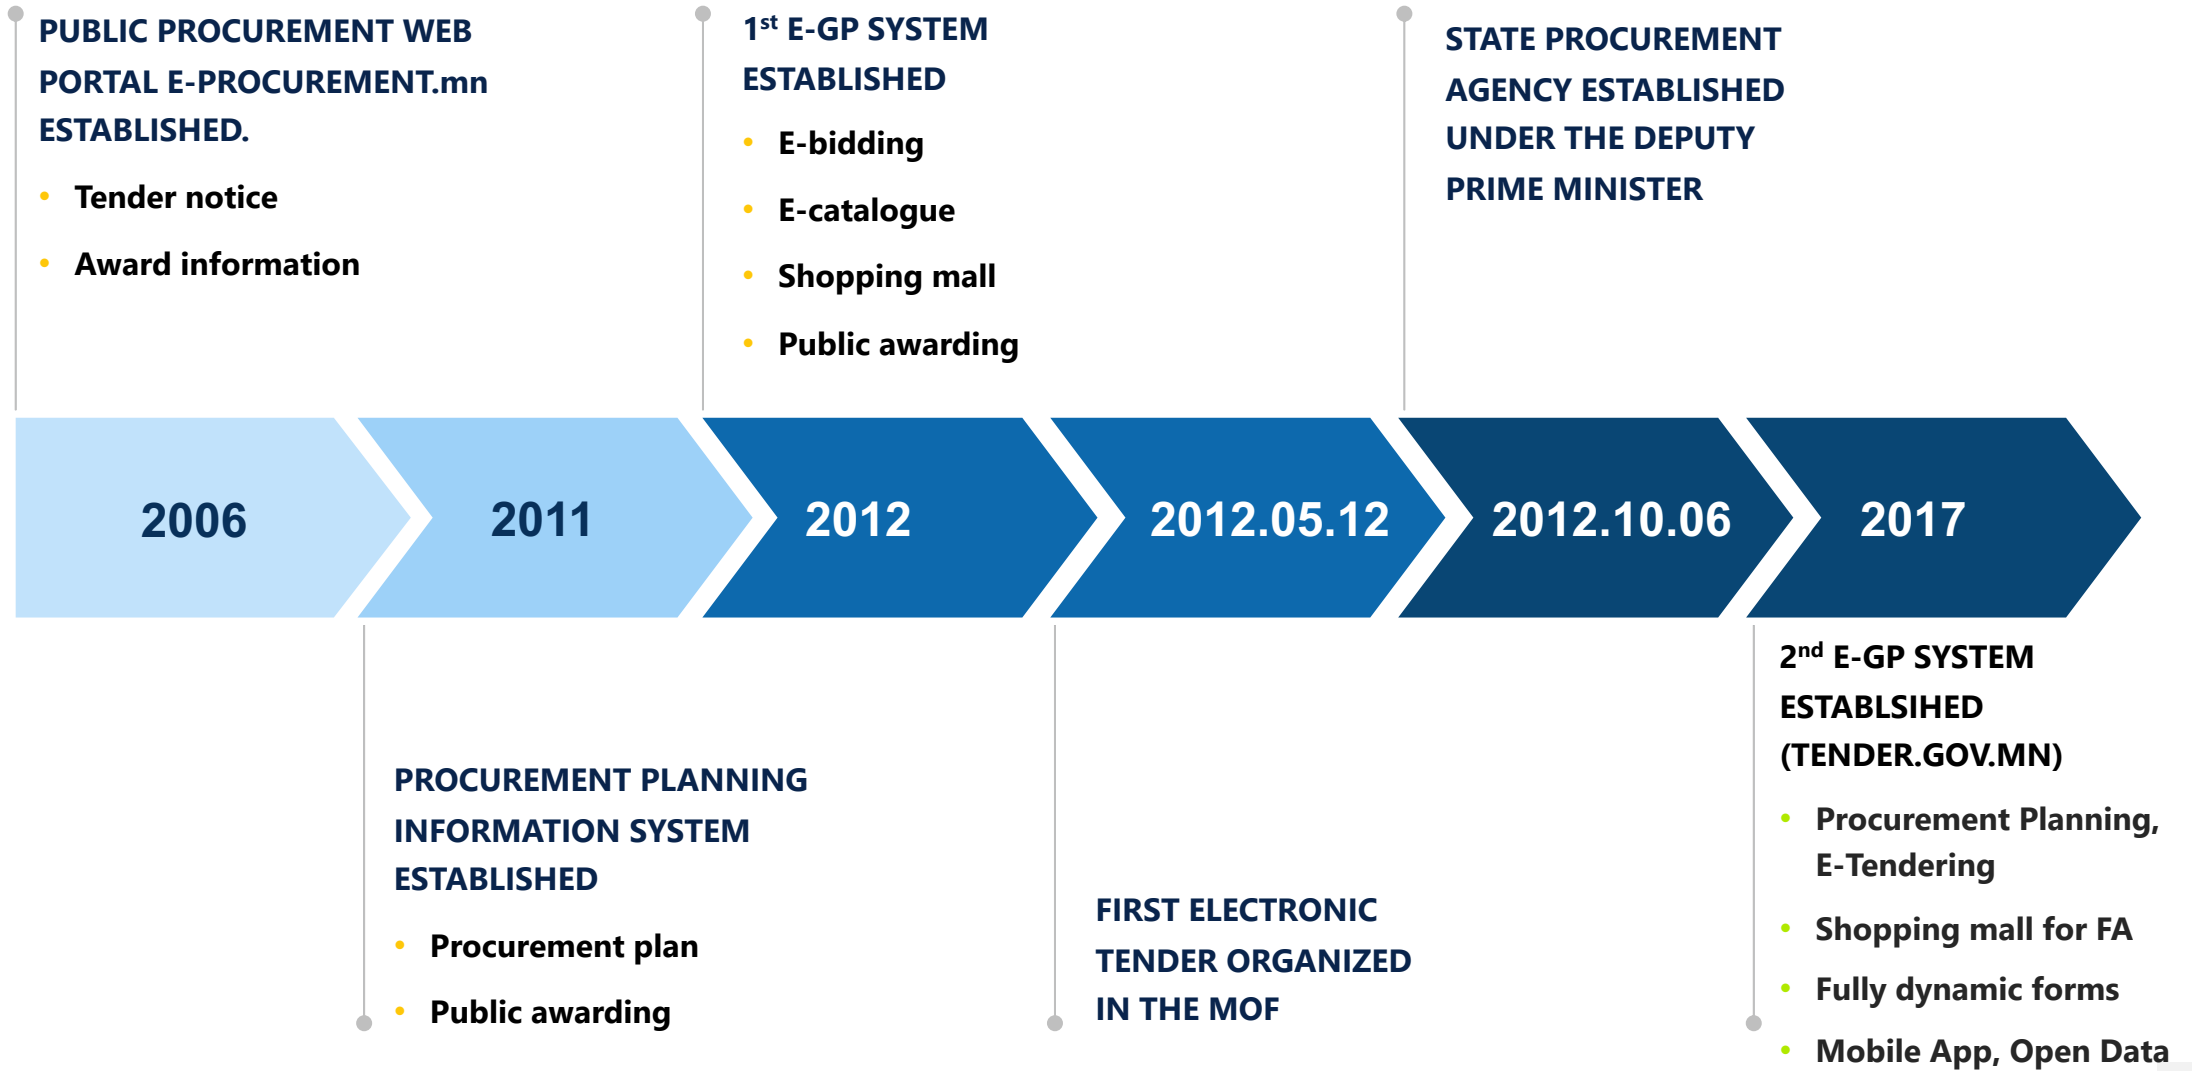 PUBLIC PROCUREMENT WEB
PORTAL E-PROCUREMENT.mn
ESTABLISHED.
• Tender notice
• Award information
1st E-GP SYSTEM
ESTABLISHED
• E-bidding
• E-catalogue
• Shopping mall
• Public awarding
STATE PROCUREMENT
AGENCY ESTABLISHED
UNDER THE DEPUTY
PRIME MINISTER
2006
2011
2012
2012.05.12
2012.10.06
2017
PROCUREMENT PLANNING
INFORMATION SYSTEM
ESTABLISHED
• Procurement plan
• Public awarding
FIRST ELECTRONIC
TENDER ORGANIZED
IN THE MOF
2nd E-GP SYSTEM
ESTABLSIHED
(TENDER.GOV.MN)
• Procurement Planning,
E-Tendering
• Shopping mall for FA
• Fully dynamic forms
• Mobile App, Open Data